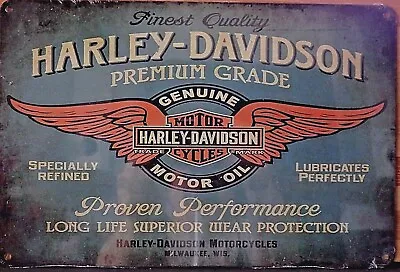 Finest Quality
HARLEY-DAVIDSON
PREMIUM GRADE
GENUINE
MOTOR
HARLEY-DAVIDSON
TRADE MARK
CYCLES
MOTOR OIL
SPECIALLY
REFINED
LUBRICATES
PERFECTLY
Proven Performance
LONG LIFE SUPERIOR WEAR PROTECTION
HARLEY-DAVIDSON MOTORCYCLES
MILWAUKEE, WIS.